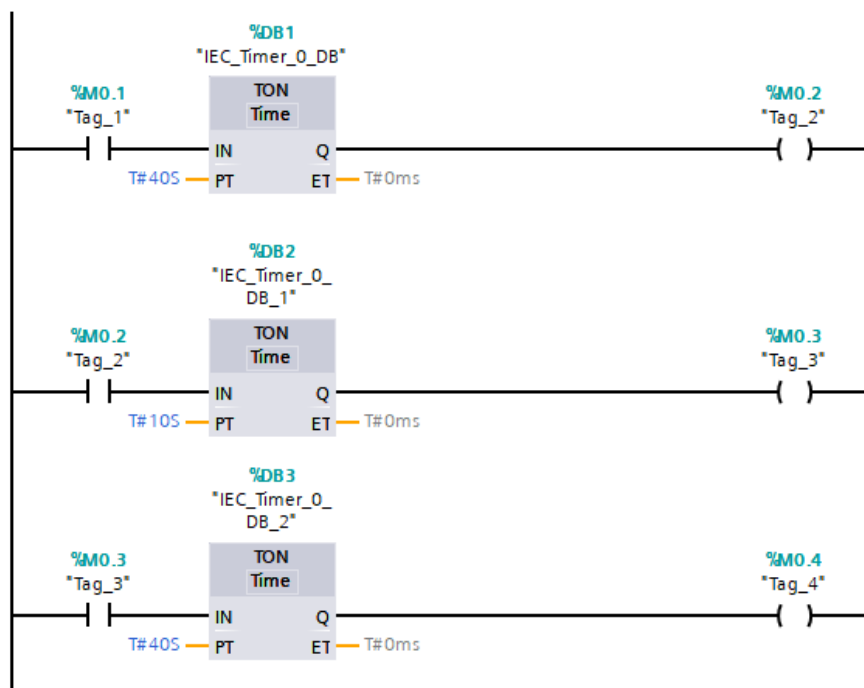 %DB1
"IEC_Timer_0_DB"
%M0.1
"Tag_1"
TON
Time
%M0.2
"Tag_2"
IN Q
T#40S PT ET T#0ms
%DB2
"IEC_Timer_0_
DB_1"
%M0.2
"Tag_2"
TON
Time
%M0.3
"Tag_3"
IN Q
T#10S PT ET T#0ms
%DB3
"IEC_Timer_0_
DB_2"
%M0.3
"Tag_3"
TON
Time
%M0.4
"Tag_4"
IN Q
T#40S PT ET T#0ms